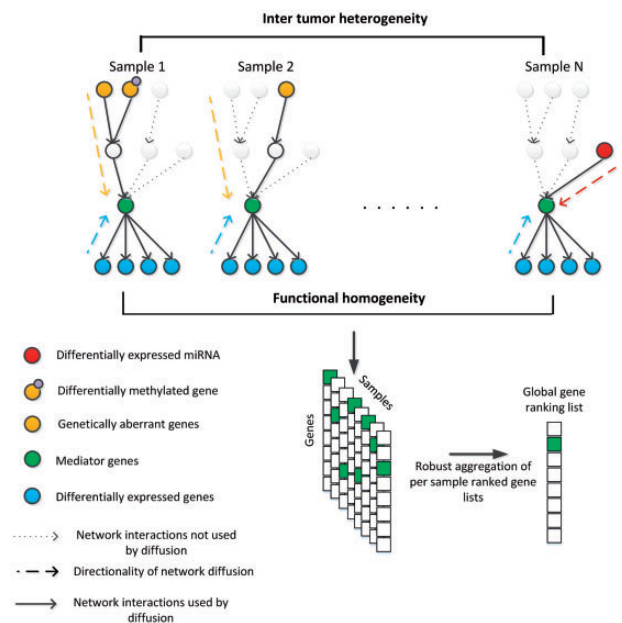 Inter tumor heterogeneity
Sample 1
Sample 2
Sample N
. . . . . .
Functional homogeneity
Differentially expressed miRNA
Differentially methylated gene
Genetically aberrant genes
Mediator genes
Differentially expressed genes
Network interactions not used
by diffusion
Directionality of network diffusion
Network interactions used by
diffusion
Samples
Genes
Robust aggregation of
per sample ranked gene
lists
Global gene
ranking list